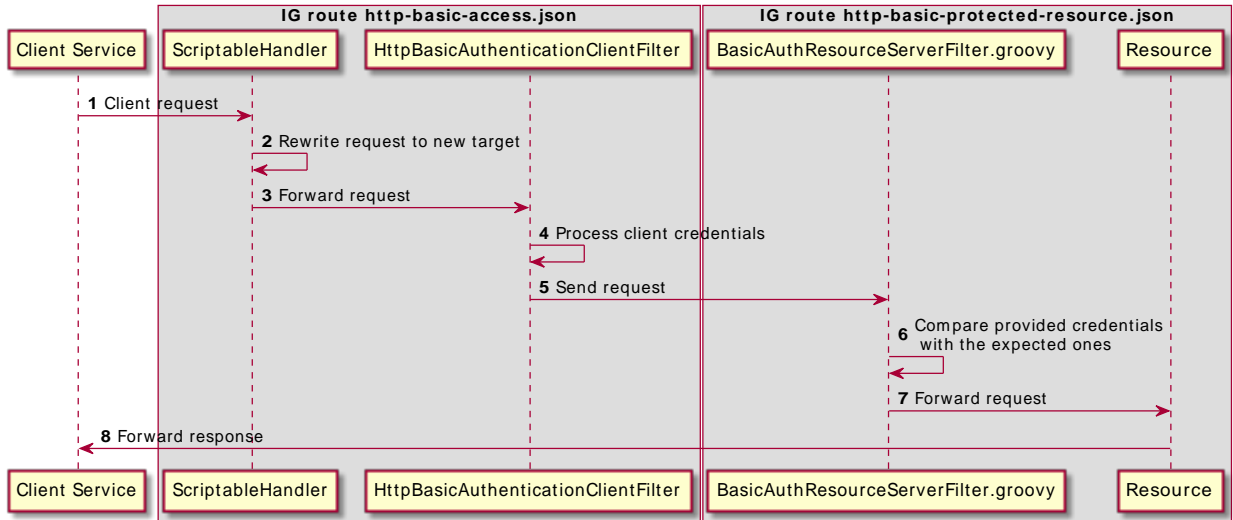 IG route http-basic-access.json
IG route http-basic-protected-resource.json
Client Service
ScriptableHandler
HttpBasicAuthenticationClientFilter
BasicAuthResourceServerFilter.groovy
Resource
1 Client request
2 Rewrite request to new target
3 Forward request
4 Process client credentials
5 Send request
6 Compare provided credentials
with the expected ones
7 Forward request
8 Forward response
Client Service
ScriptableHandler
HttpBasicAuthenticationClientFilter
BasicAuthResourceServerFilter.groovy
Resource